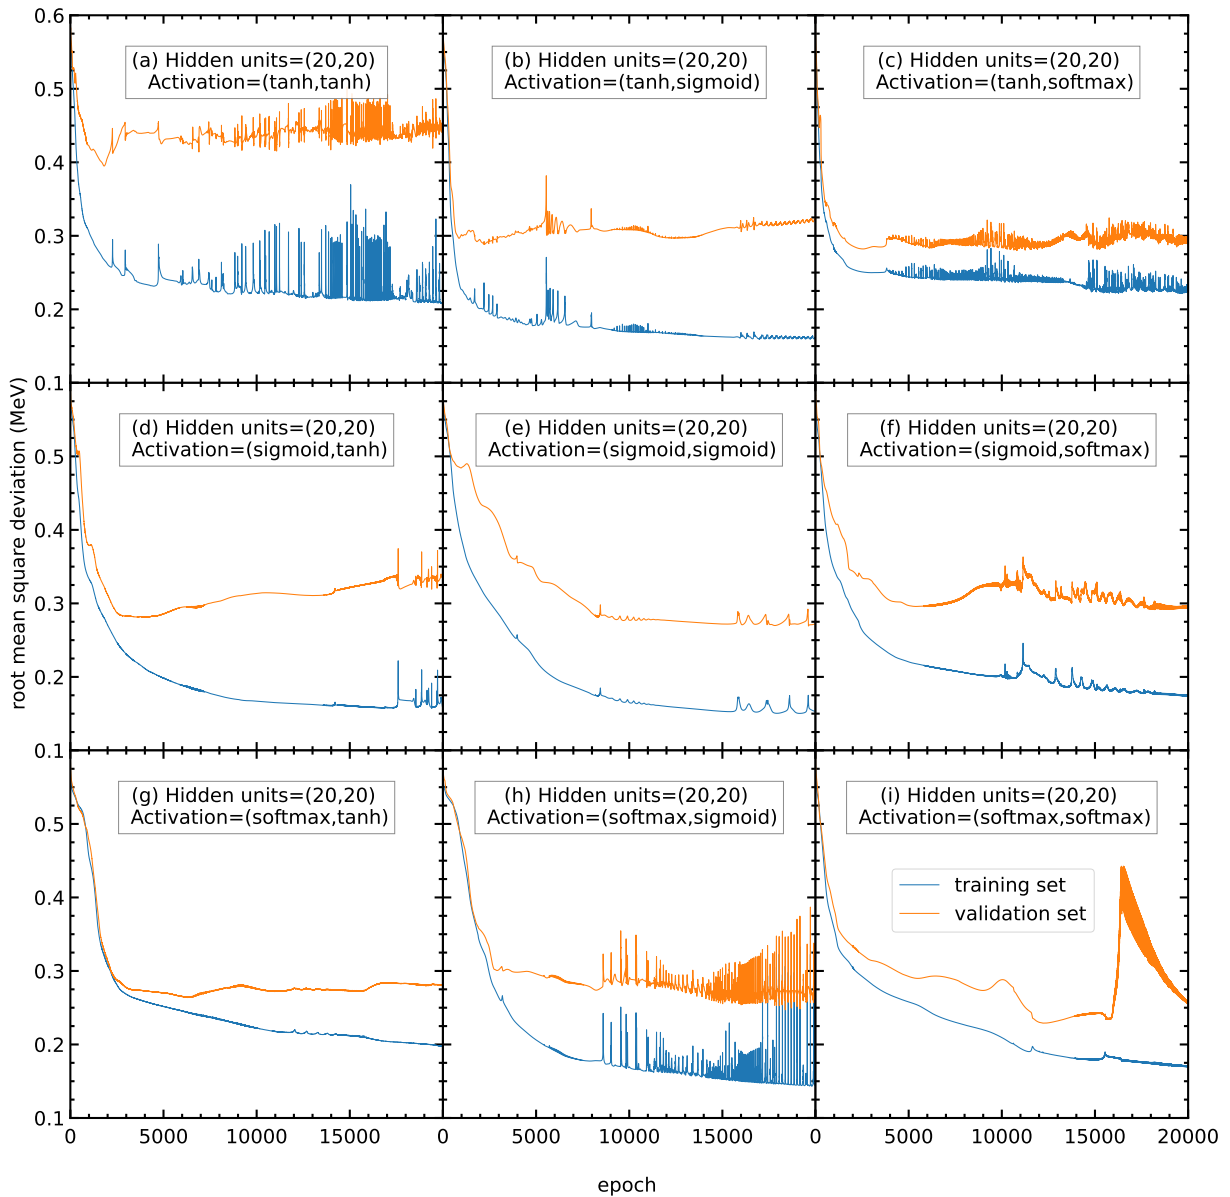 0.6
(a) Hidden units=(20,20)
Activation=(tanh,tanh)
(b) Hidden units=(20,20)
Activation=(tanh,sigmoid)
(c) Hidden units=(20,20)
Activation=(tanh,softmax)
0.5
0.4
0.3
0.2
0.1
root mean square deviation (MeV)
(d) Hidden units=(20,20)
Activation=(sigmoid,tanh)
(e) Hidden units=(20,20)
Activation=(sigmoid,sigmoid)
(f) Hidden units=(20,20)
Activation=(sigmoid,softmax)
0.5
0.4
0.3
0.2
0.1
(g) Hidden units=(20,20)
Activation=(softmax,tanh)
(h) Hidden units=(20,20)
Activation=(softmax,sigmoid)
(i) Hidden units=(20,20)
Activation=(softmax,softmax)
training set
validation set
0.5
0.4
0.3
0.2
0.1
0 5000 10000 15000 0 5000 10000 15000 0 5000 10000 15000 20000
epoch